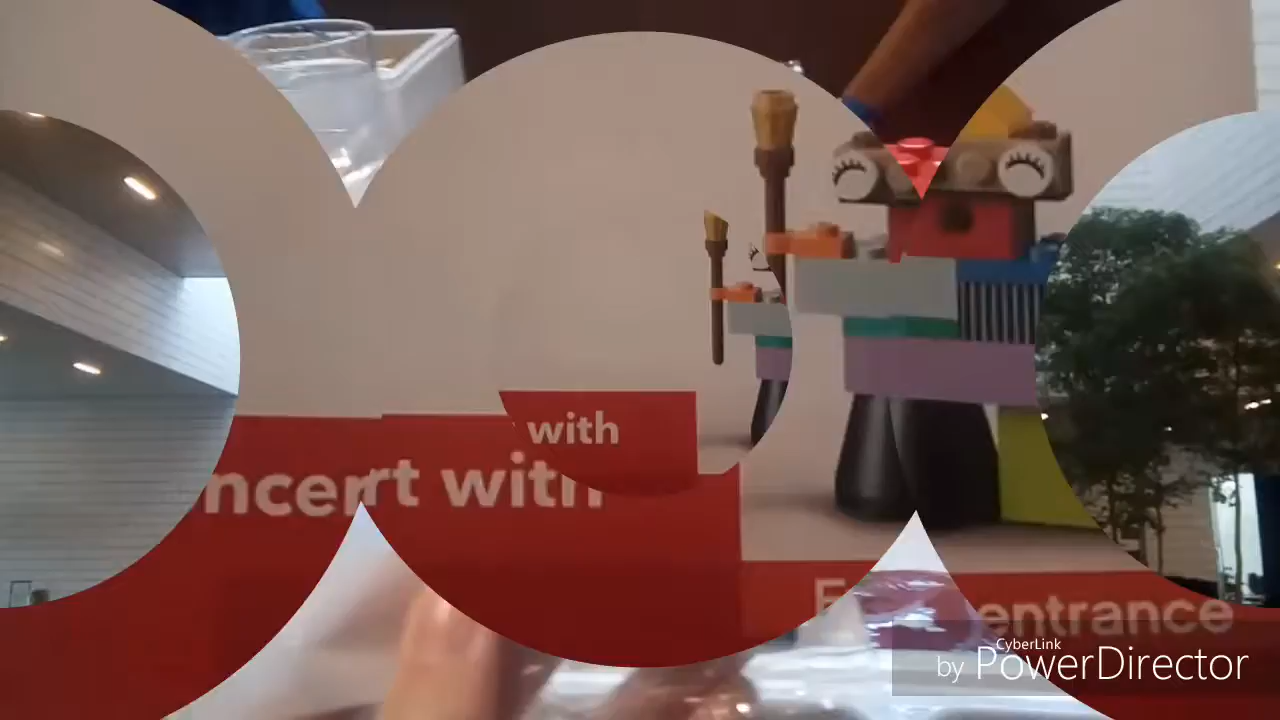 with
ncert with
entrance
CyberLink
by PowerDirector